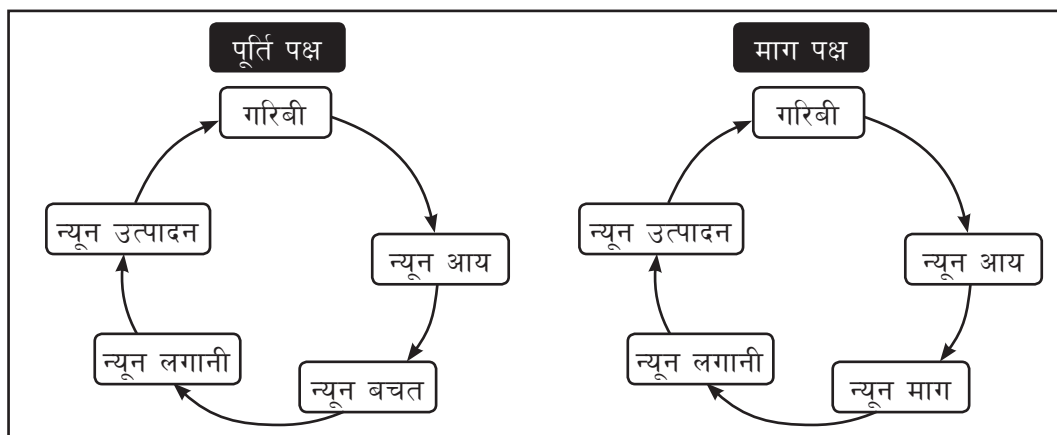 पूर्ति पक्ष
गरिबी
न्यून आय
न्यून बचत
न्यून लगानी
न्यून उत्पादन
माग पक्ष
गरिबी
न्यून आय
न्यून माग
न्यून लगानी
न्यून उत्पादन